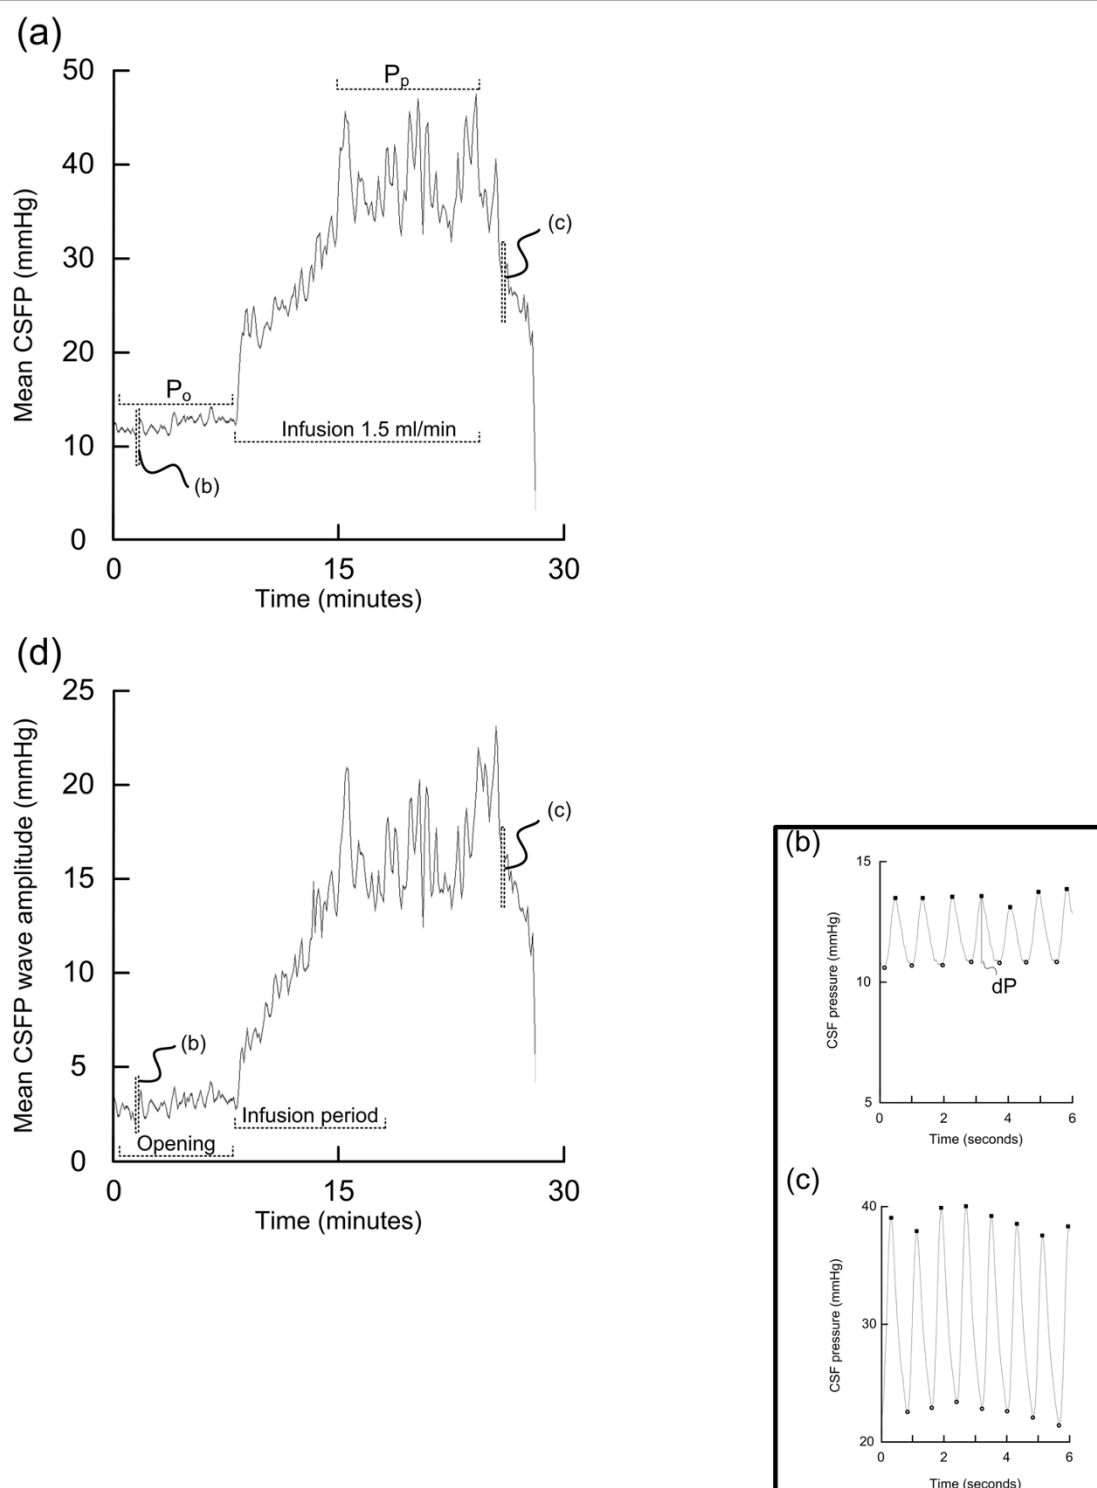 (a)
50
40
30
20
10
0
Mean CSFP (mmHg)
Pₚ
(c)
Pₒ
Infusion 1.5 ml/min
(b)
0 15 30
Time (minutes)
(d)
25
20
15
10
5
0
Mean CSFP wave amplitude (mmHg)
(c)
(b)
Infusion period
Opening
0 15 30
Time (minutes)
(b)
15
10
5
CSF pressure (mmHg)
dP
0 2 4 6
Time (seconds)
(c)
40
30
20
CSF pressure (mmHg)
0 2 4 6
Time (seconds)